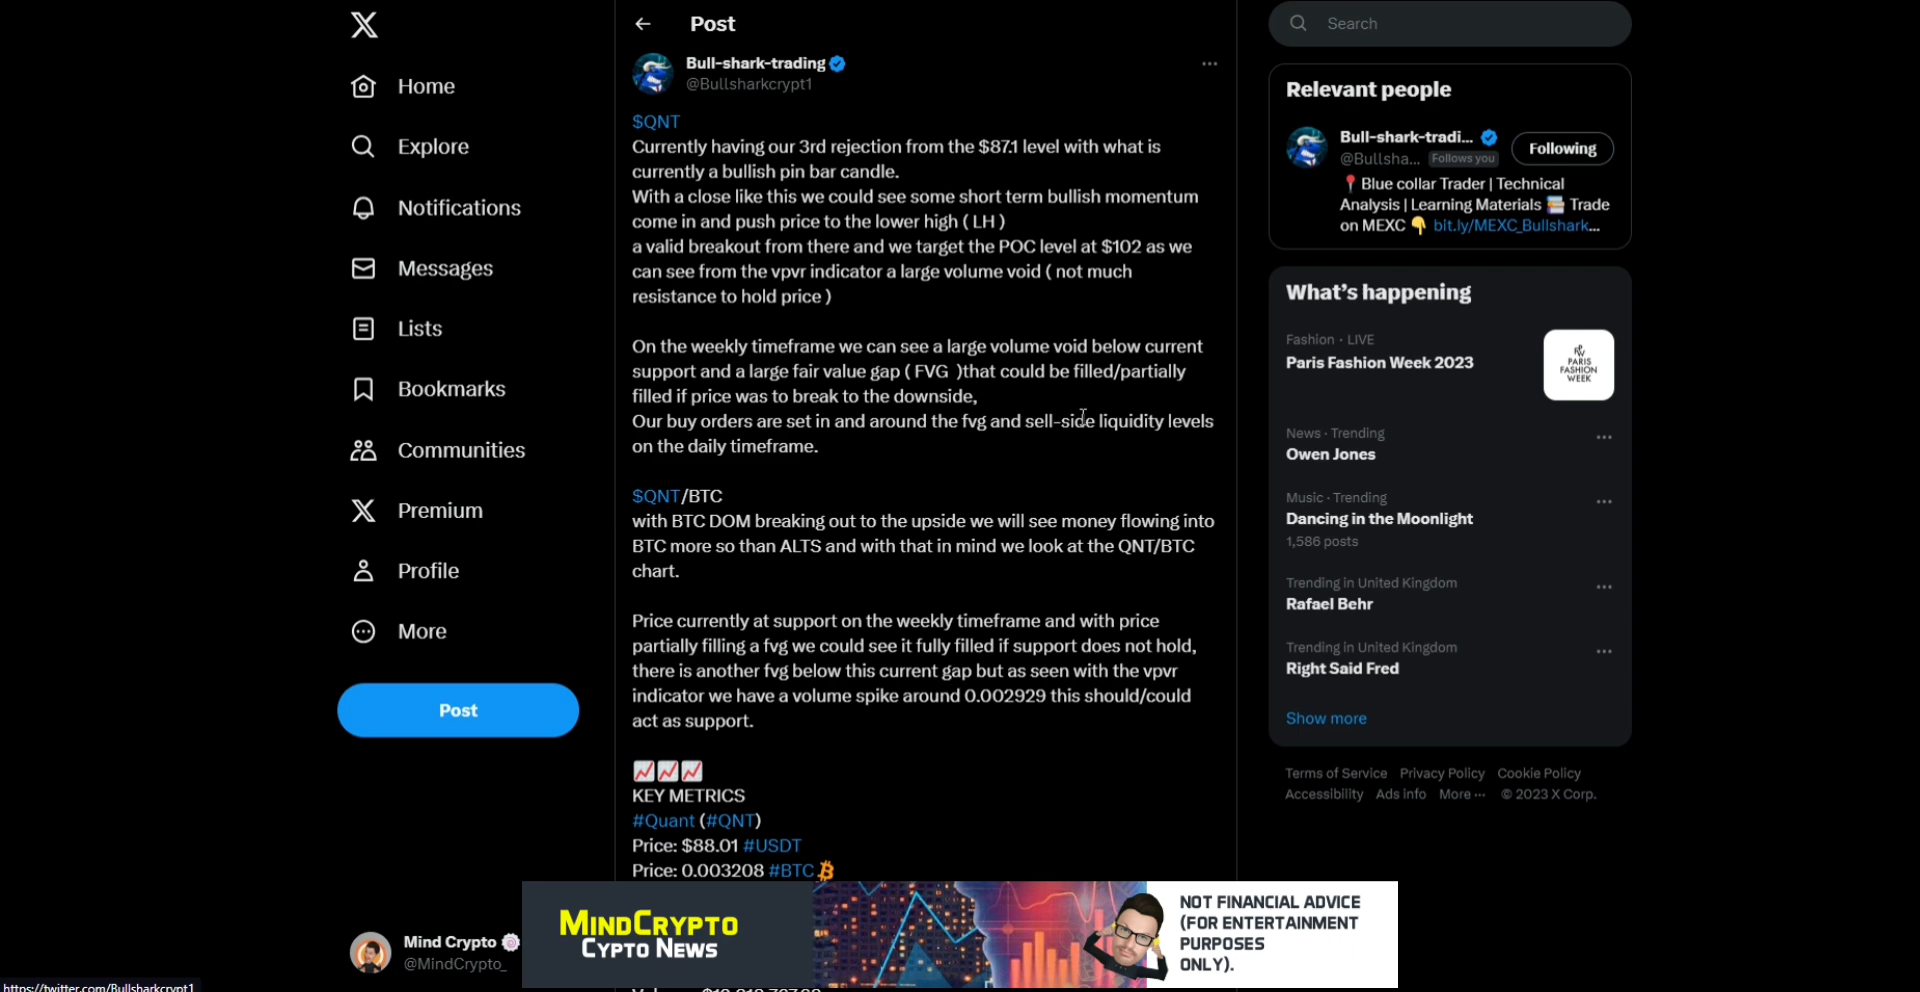 Home
Explore
Notifications
Messages
Lists
Bookmarks
Communities
Premium
Profile
More
Post
Mind Crypto
@MindCrypto_
https://twitter.com/Bullsharkcrypt1
Post
Bull-shark-trading
@Bullsharkcrypt1
$QNT
Currently having our 3rd rejection from the $87.1 level with what is
currently a bullish pin bar candle.
With a close like this we could see some short term bullish momentum
come in and push price to the lower high ( LH )
a valid breakout from there and we target the POC level at $102 as we
can see from the vpvr indicator a large volume void ( not much
resistance to hold price )
On the weekly timeframe we can see a large volume void below current
support and a large fair value gap ( FVG )that could be filled/partially
filled if price was to break to the downside,
Our buy orders are set in and around the fvg and sell-side liquidity levels
on the daily timeframe.
$QNT/BTC
with BTC DOM breaking out to the upside we will see money flowing into
BTC more so than ALTS and with that in mind we look at the QNT/BTC
chart.
Price currently at support on the weekly timeframe and with price
partially filling a fvg we could see it fully filled if support does not hold,
there is another fvg below this current gap but as seen with the vpvr
indicator we have a volume spike around 0.002929 this should/could
act as support.
KEY METRICS
#Quant (#QNT)
Price: $88.01 #USDT
Price: 0.003208 #BTC
MINDCRYPTO
CYPTO NEWS
NOT FINANCIAL ADVICE
(FOR ENTERTAINMENT
PURPOSES
ONLY).
Search
Relevant people
Bull-shark-tradi...
@Bullsha... Follows you
Following
Blue collar Trader | Technical
Analysis | Learning Materials Trade
on MEXC bit.ly/MEXC_Bullshark...
What's happening
Fashion · LIVE
Paris Fashion Week 2023
PARIS
FASHION
WEEK
News · Trending
Owen Jones
Music · Trending
Dancing in the Moonlight
1,586 posts
Trending in United Kingdom
Rafael Behr
Trending in United Kingdom
Right Said Fred
Show more
Terms of Service Privacy Policy Cookie Policy
Accessibility Ads info More ··· © 2023 X Corp.